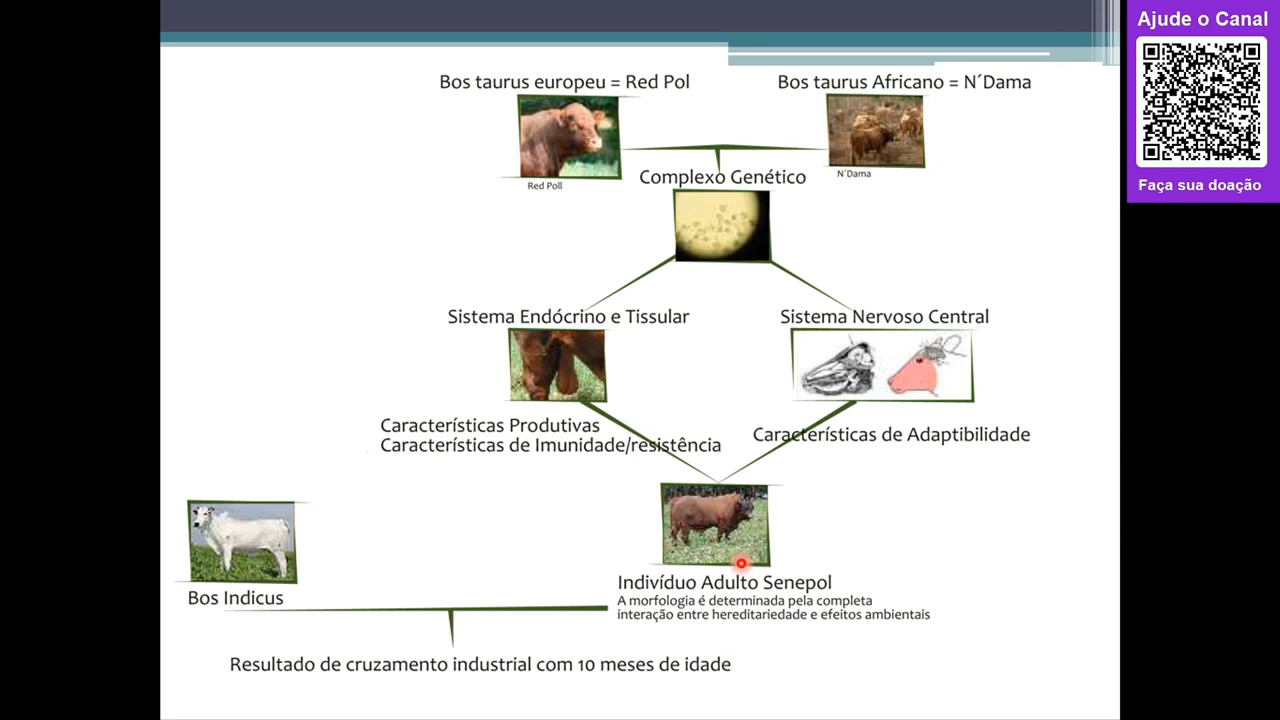 Ajude o Canal
Faça sua doação
Bos taurus europeu = Red Pol
Bos taurus Africano = N´Dama
Red Poll
N´Dama
Complexo Genético
Sistema Endócrino e Tissular
Sistema Nervoso Central
Características Produtivas
Características de Imunidade/resistência
Características de Adaptibilidade
Bos Indicus
Indivíduo Adulto Senepol
A morfologia é determinada pela completa
interação entre hereditariedade e efeitos ambientais
Resultado de cruzamento industrial com 10 meses de idade